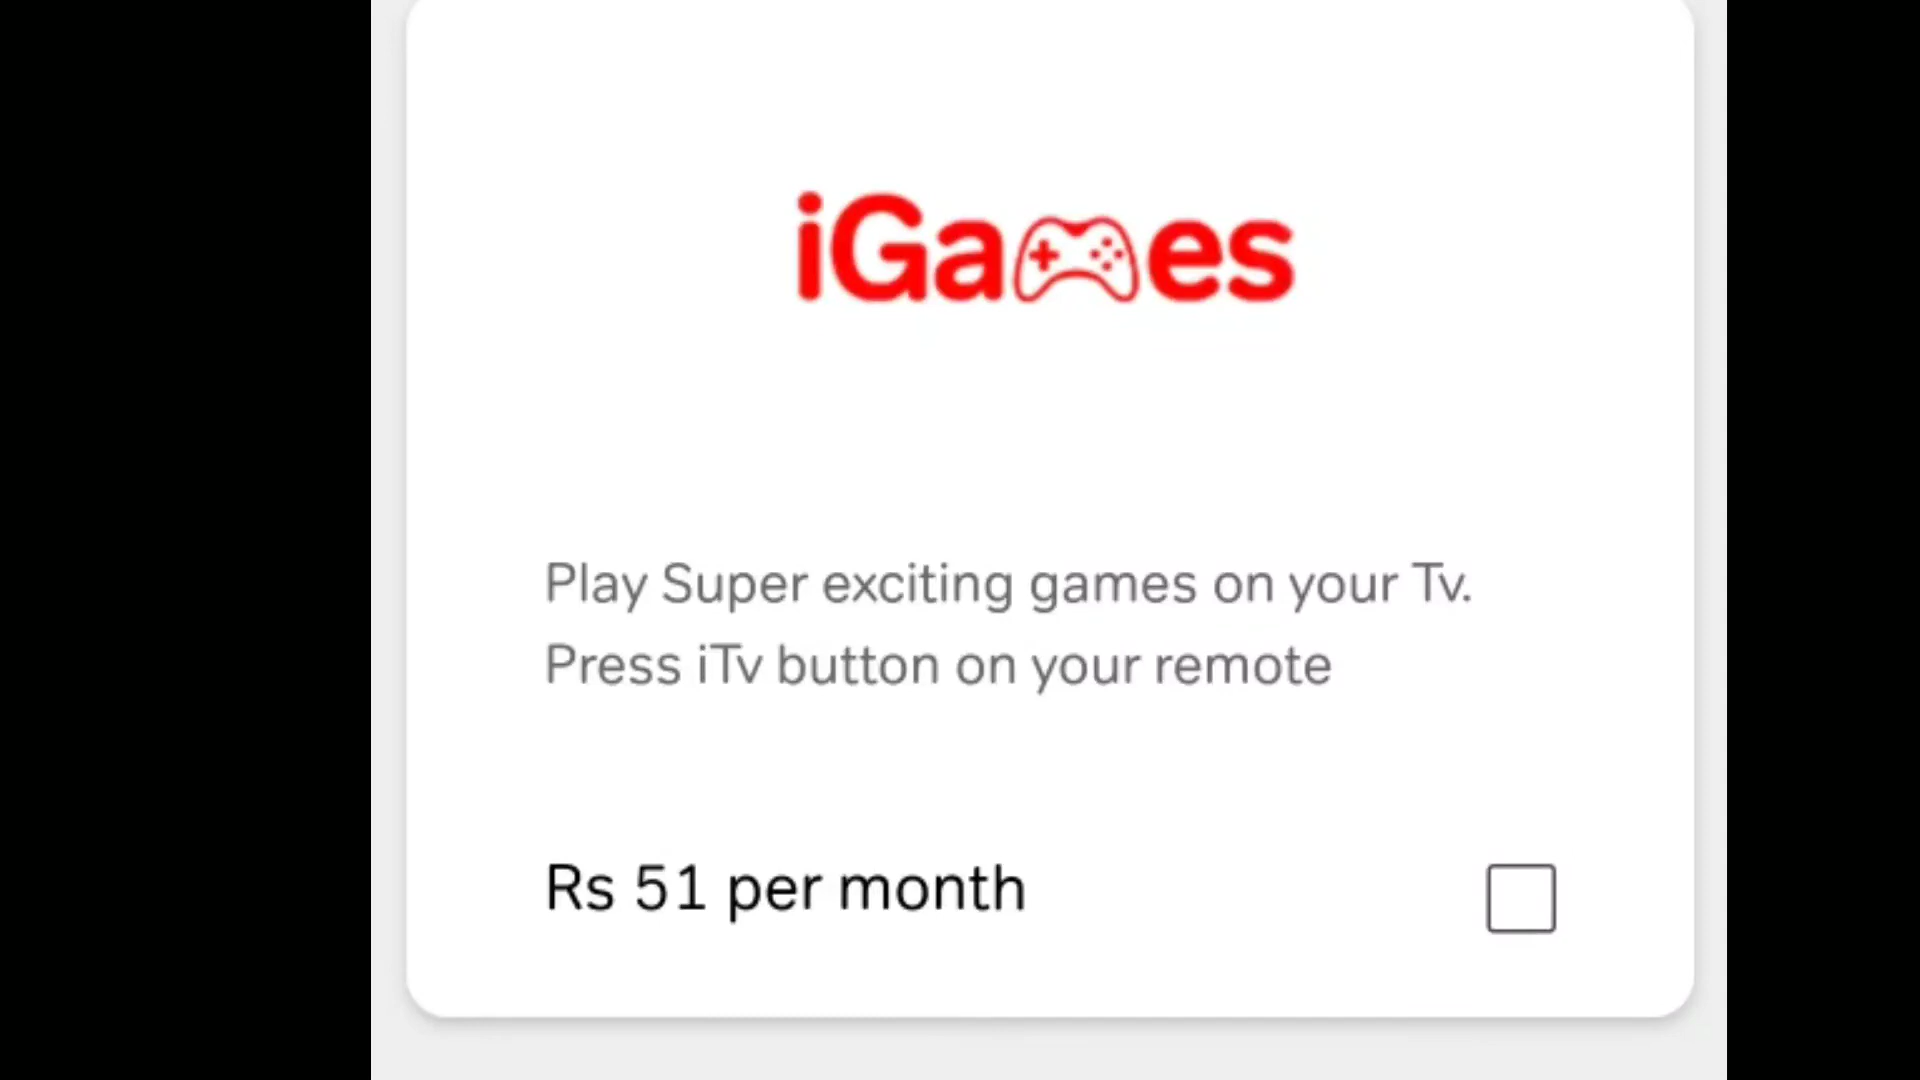 iGames
Play Super exciting games on your Tv.
Press iTv button on your remote
Rs 51 per month